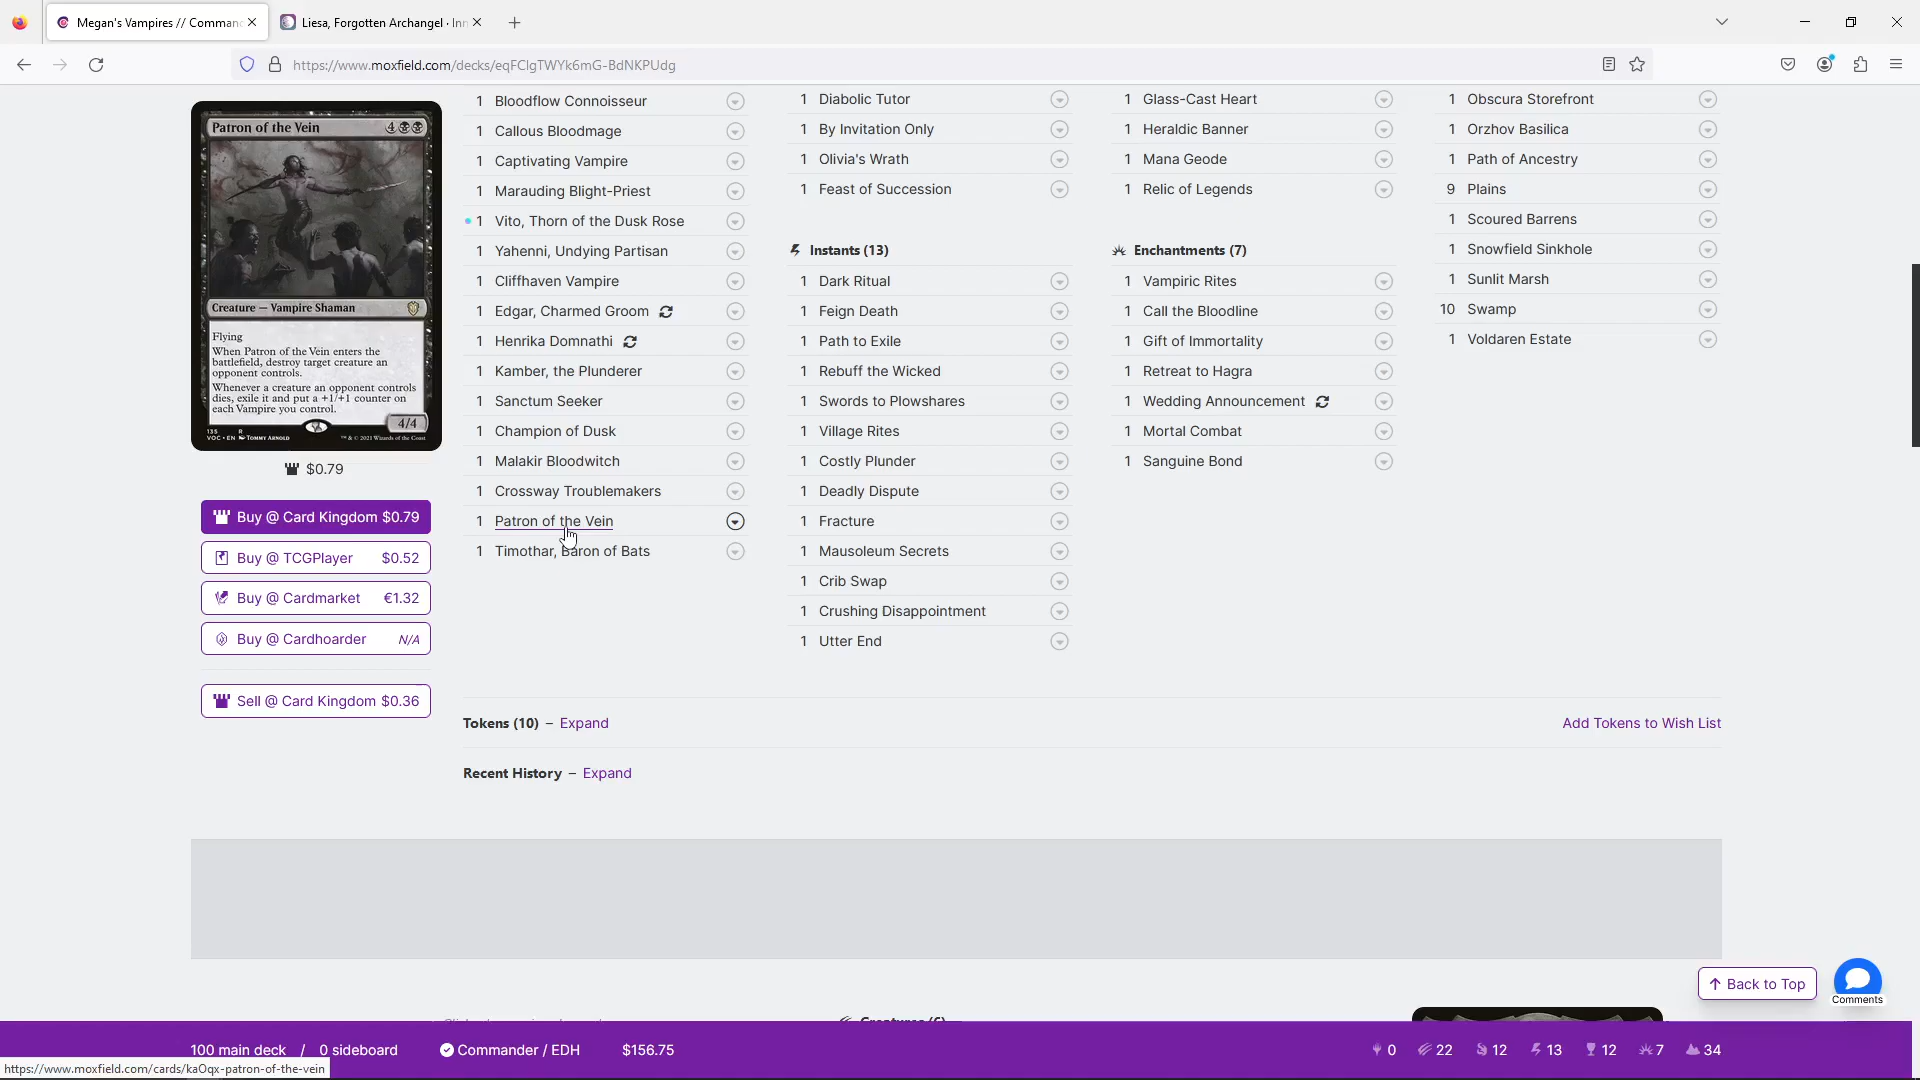 Megan's Vampires // Comman
Liesa, Forgotten Archangel · Inn
https://www.moxfield.com/decks/eqFClgTWYk6mG-BdNKPUdg
Patron of the Vein 4
Creature — Vampire Shaman
Flying
When Patron of the Vein enters the
battlefield, destroy target creature an
opponent controls.
Whenever a creature an opponent controls
dies, exile it and put a +1/+1 counter on
each Vampire you control.
4/4
135 R
VOC • EN TOMMY ARNOLD
™ & © 2021 Wizards of the Coast
$0.79
Buy @ Card Kingdom $0.79
Buy @ TCGPlayer $0.52
Buy @ Cardmarket €1.32
Buy @ Cardhoarder N/A
Sell @ Card Kingdom $0.36
1 Bloodflow Connoisseur
1 Callous Bloodmage
1 Captivating Vampire
1 Marauding Blight-Priest
1 Vito, Thorn of the Dusk Rose
1 Yahenni, Undying Partisan
1 Cliffhaven Vampire
1 Edgar, Charmed Groom
1 Henrika Domnathi
1 Kamber, the Plunderer
1 Sanctum Seeker
1 Champion of Dusk
1 Malakir Bloodwitch
1 Crossway Troublemakers
1 Patron of the Vein
1 Timothar, Baron of Bats
1 Diabolic Tutor
1 By Invitation Only
1 Olivia's Wrath
1 Feast of Succession
Instants (13)
1 Dark Ritual
1 Feign Death
1 Path to Exile
1 Rebuff the Wicked
1 Swords to Plowshares
1 Village Rites
1 Costly Plunder
1 Deadly Dispute
1 Fracture
1 Mausoleum Secrets
1 Crib Swap
1 Crushing Disappointment
1 Utter End
1 Glass-Cast Heart
1 Heraldic Banner
1 Mana Geode
1 Relic of Legends
Enchantments (7)
1 Vampiric Rites
1 Call the Bloodline
1 Gift of Immortality
1 Retreat to Hagra
1 Wedding Announcement
1 Mortal Combat
1 Sanguine Bond
1 Obscura Storefront
1 Orzhov Basilica
1 Path of Ancestry
9 Plains
1 Scoured Barrens
1 Snowfield Sinkhole
1 Sunlit Marsh
10 Swamp
1 Voldaren Estate
Tokens (10) – Expand
Add Tokens to Wish List
Recent History – Expand
Back to Top
Comments
100 main deck / 0 sideboard
Commander / EDH
$156.75
0 22 12 13 12 7 34
https://www.moxfield.com/cards/kaOqx-patron-of-the-vein